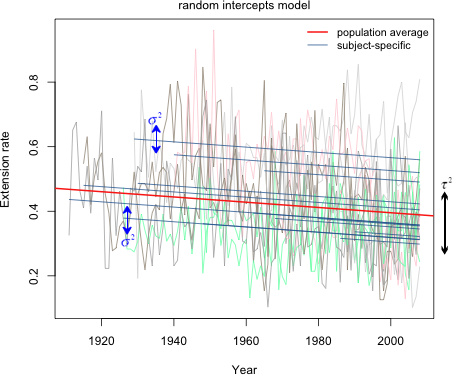 random intercepts model
population average
subject-specific
σ²
σ²
τ²
Extension rate
0.8
0.6
0.4
0.2
1920 1940 1960 1980 2000
Year